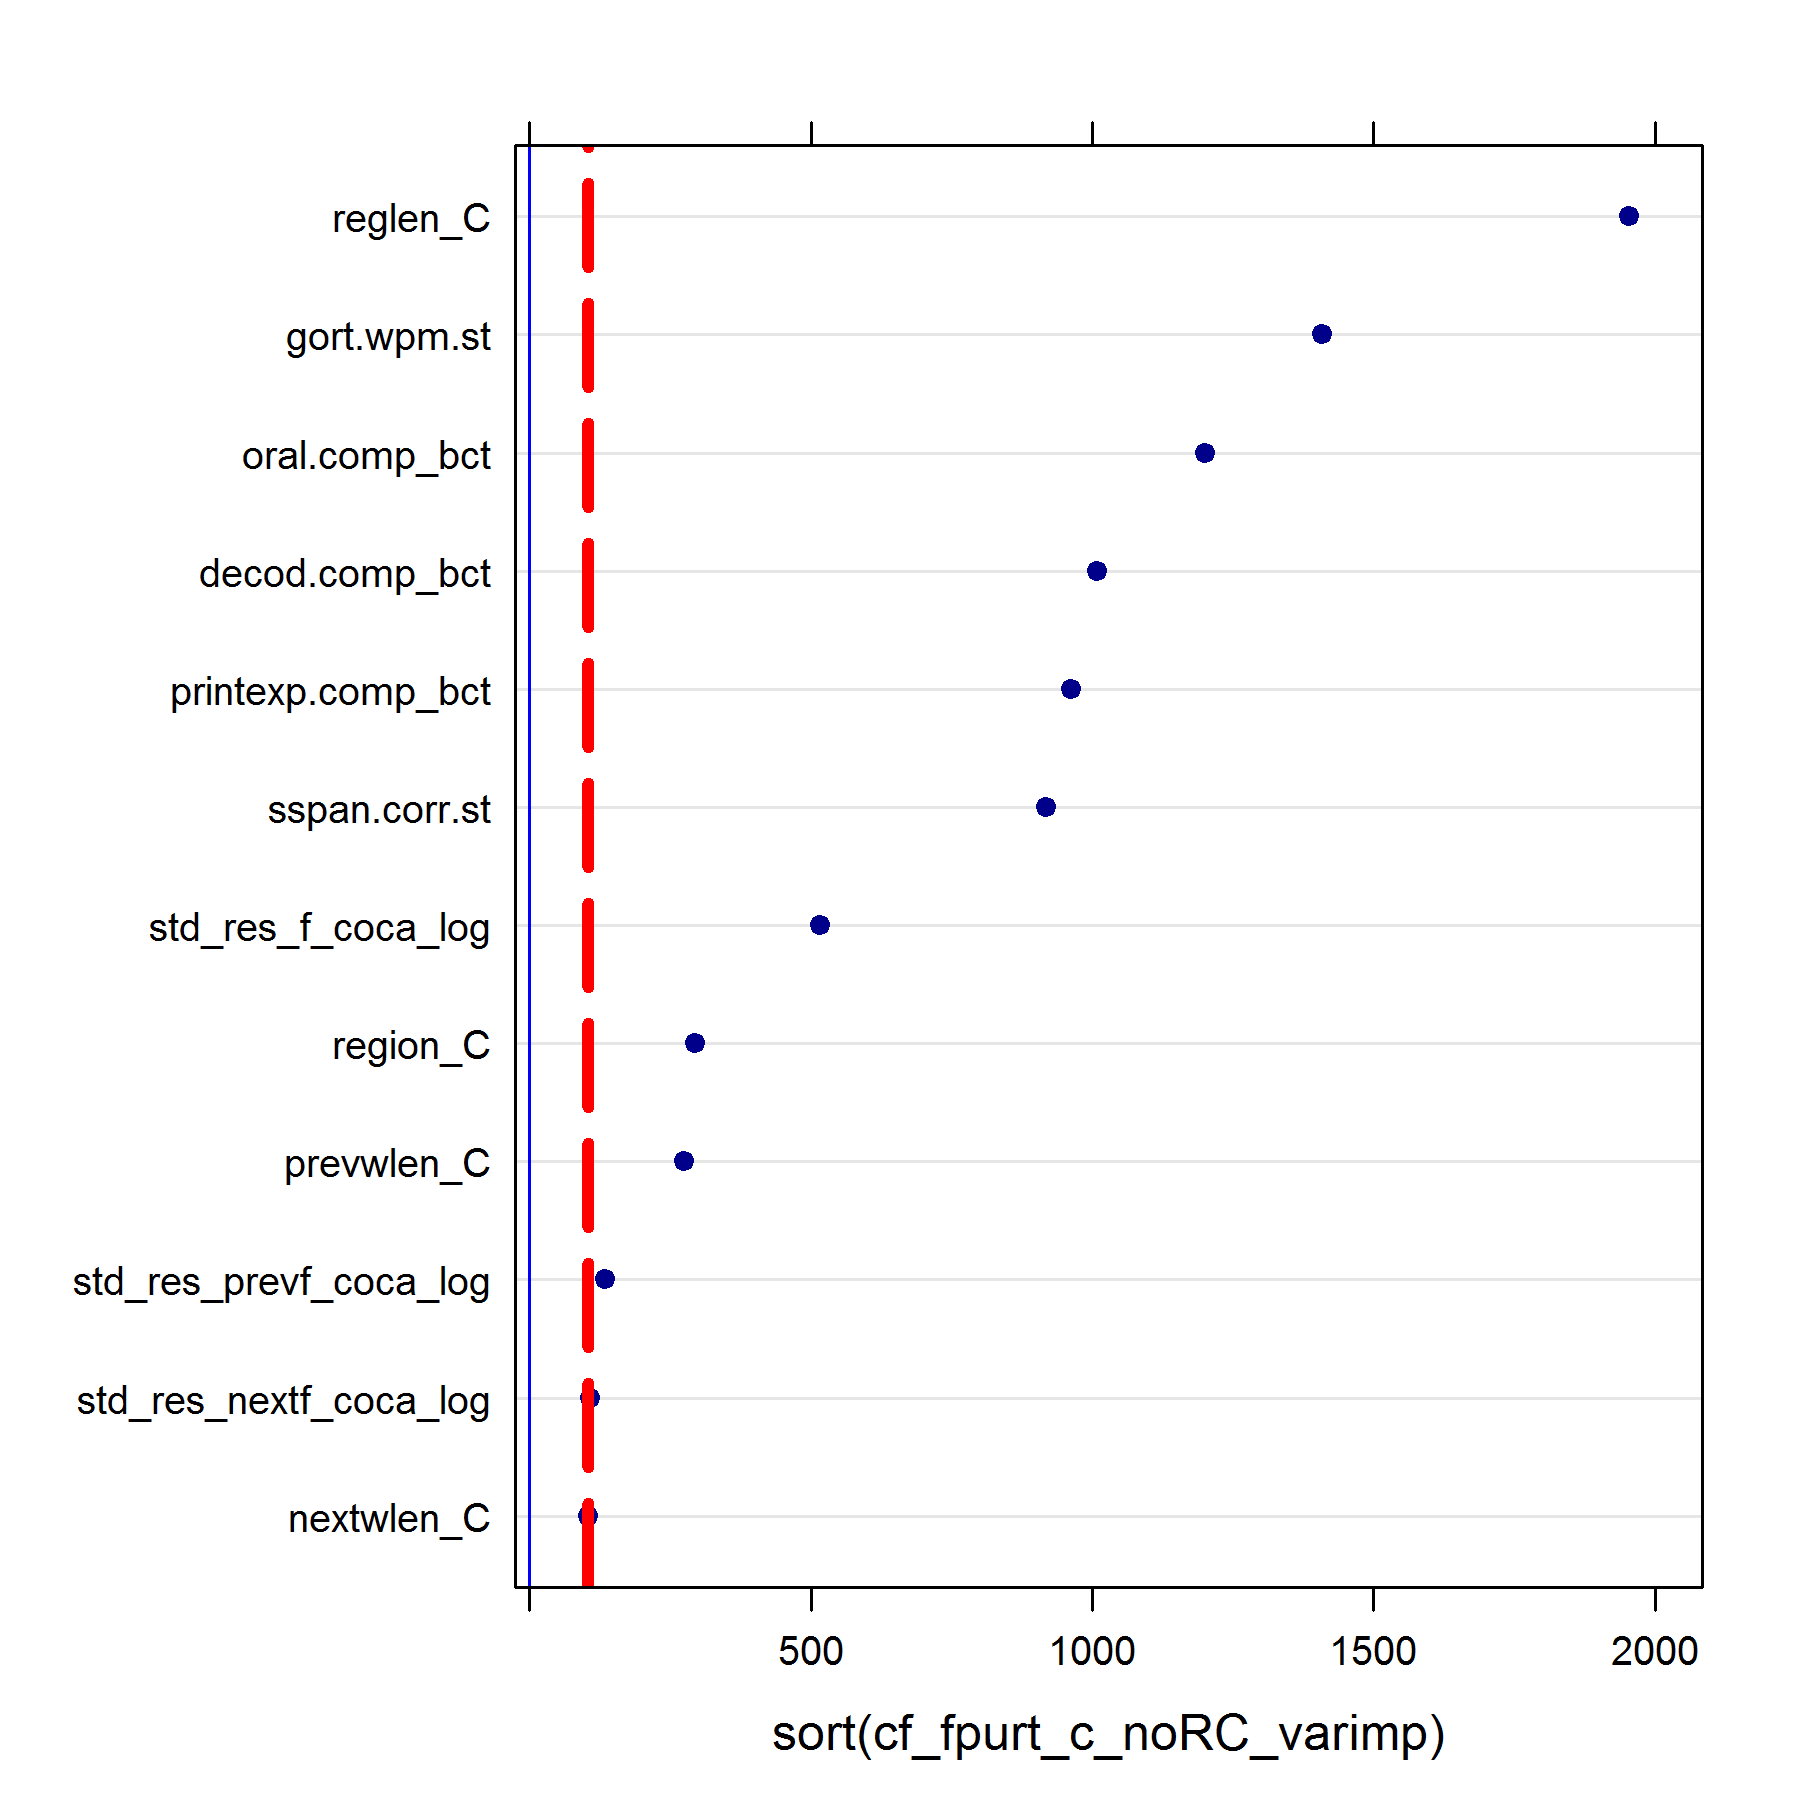 reglen_C
gort.wpm.st
oral.comp_bct
decod.comp_bct
printexp.comp_bct
sspan.corr.st
std_res_f_coca_log
region_C
prevwlen_C
std_res_prevf_coca_log
std_res_nextf_coca_log
nextwlen_C
500 1000 1500 2000
sort(cf_fpurt_c_noRC_varimp)